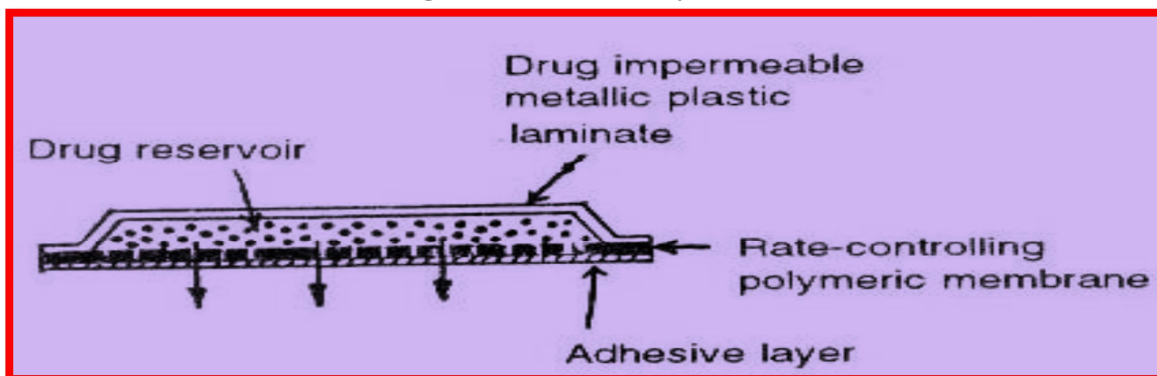 Drug impermeable
metallic plastic
laminate
Drug reservoir
Rate-controlling
polymeric membrane
Adhesive layer